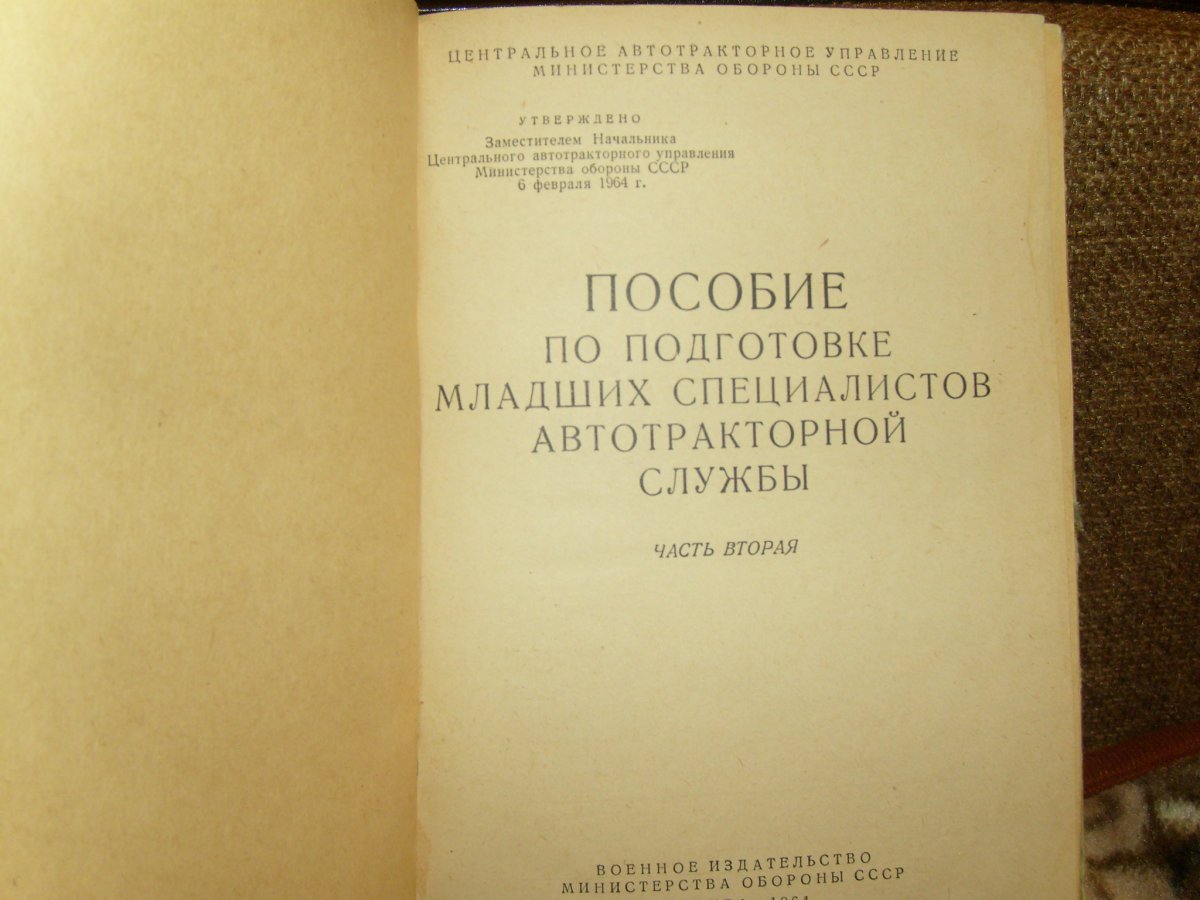 ЦЕНТРАЛЬНОЕ АВТОТРАКТОРНОЕ УПРАВЛЕНИЕ
МИНИСТЕРСТВА ОБОРОНЫ СССР
УТВЕРЖДЕНО
Заместителем Начальника
Центрального автотракторного управления
Министерства обороны СССР
6 февраля 1964 г.
ПОСОБИЕ
ПО ПОДГОТОВКЕ
МЛАДШИХ СПЕЦИАЛИСТОВ
АВТОТРАКТОРНОЙ
СЛУЖБЫ
ЧАСТЬ ВТОРАЯ
ВОЕННОЕ ИЗДАТЕЛЬСТВО
МИНИСТЕРСТВА ОБОРОНЫ СССР